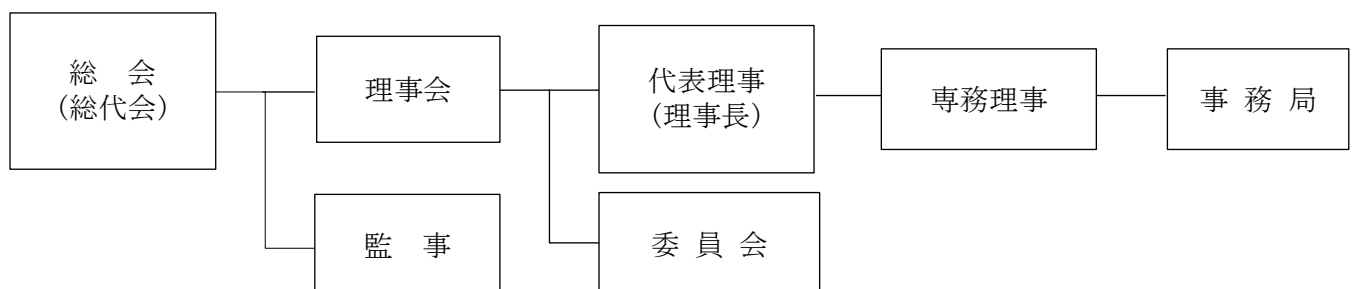 総　会
(総代会)
理事会
代表理事
(理事長)
専務理事
事 務 局
監　事
委 員 会